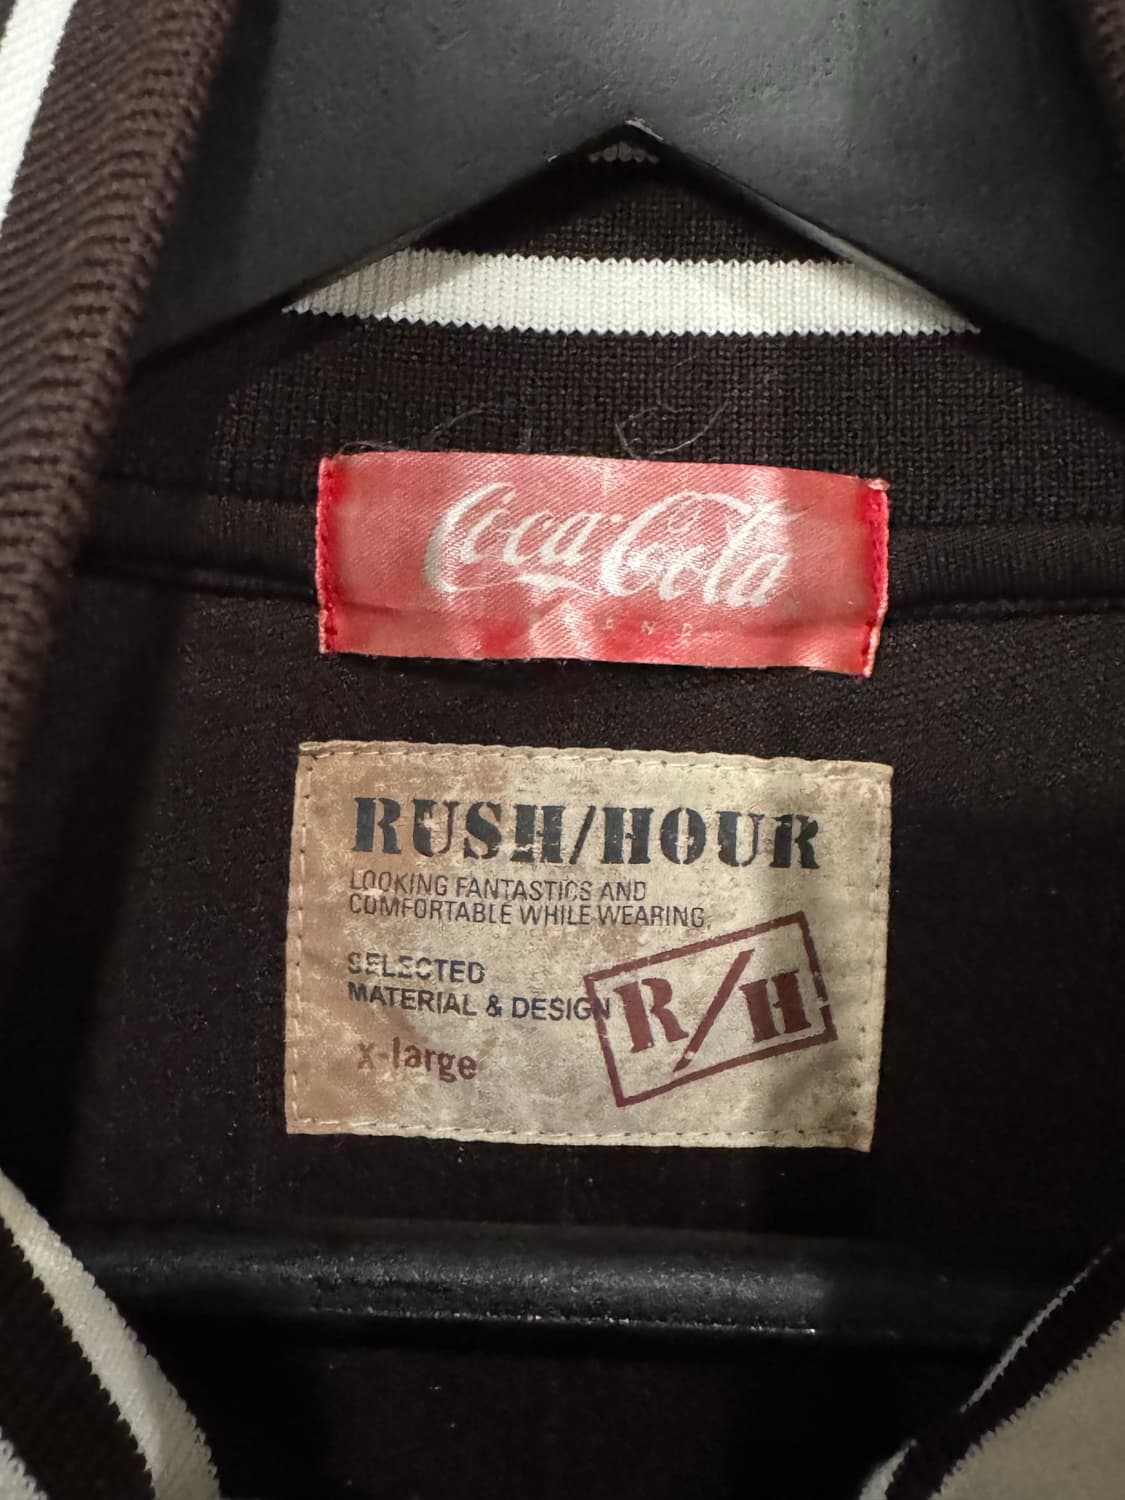 Coca-Cola
RUSH/HOUR
LOOKING FANTASTICS AND
COMFORTABLE WHILE WEARING,
SELECTED
MATERIAL & DESIGN
R/H
x-large